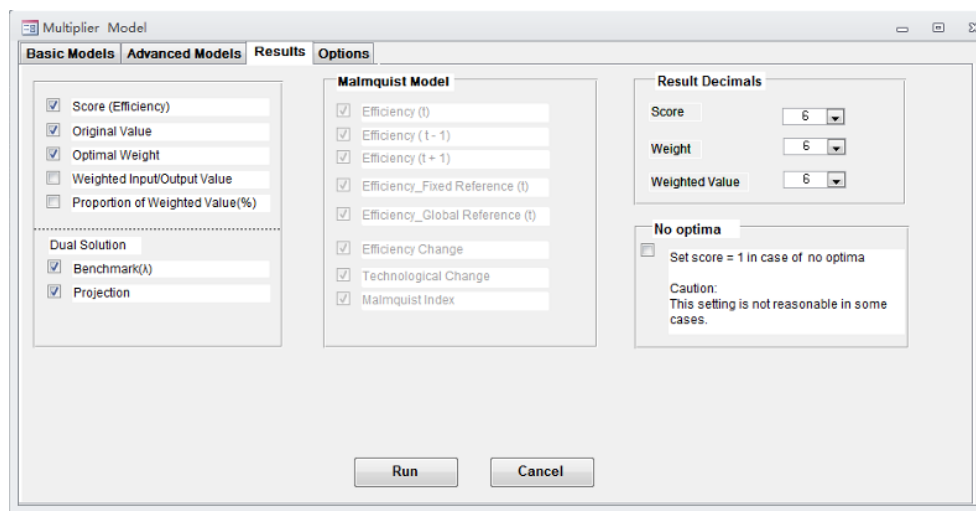 Multiplier Model
Basic Models Advanced Models Results Options
Score (Efficiency)
Original Value
Optimal Weight
Weighted Input/Output Value
Proportion of Weighted Value(%)
Dual Solution
Benchmark(λ)
Projection
Malmquist Model
Efficiency (t)
Efficiency ( t - 1)
Efficiency (t + 1)
Efficiency_Fixed Reference (t)
Efficiency_Global Reference (t)
Efficiency Change
Technological Change
Malmquist Index
Result Decimals
Score 6
Weight 6
Weighted Value 6
No optima
Set score = 1 in case of no optima
Caution:
This setting is not reasonable in some
cases.
Run Cancel